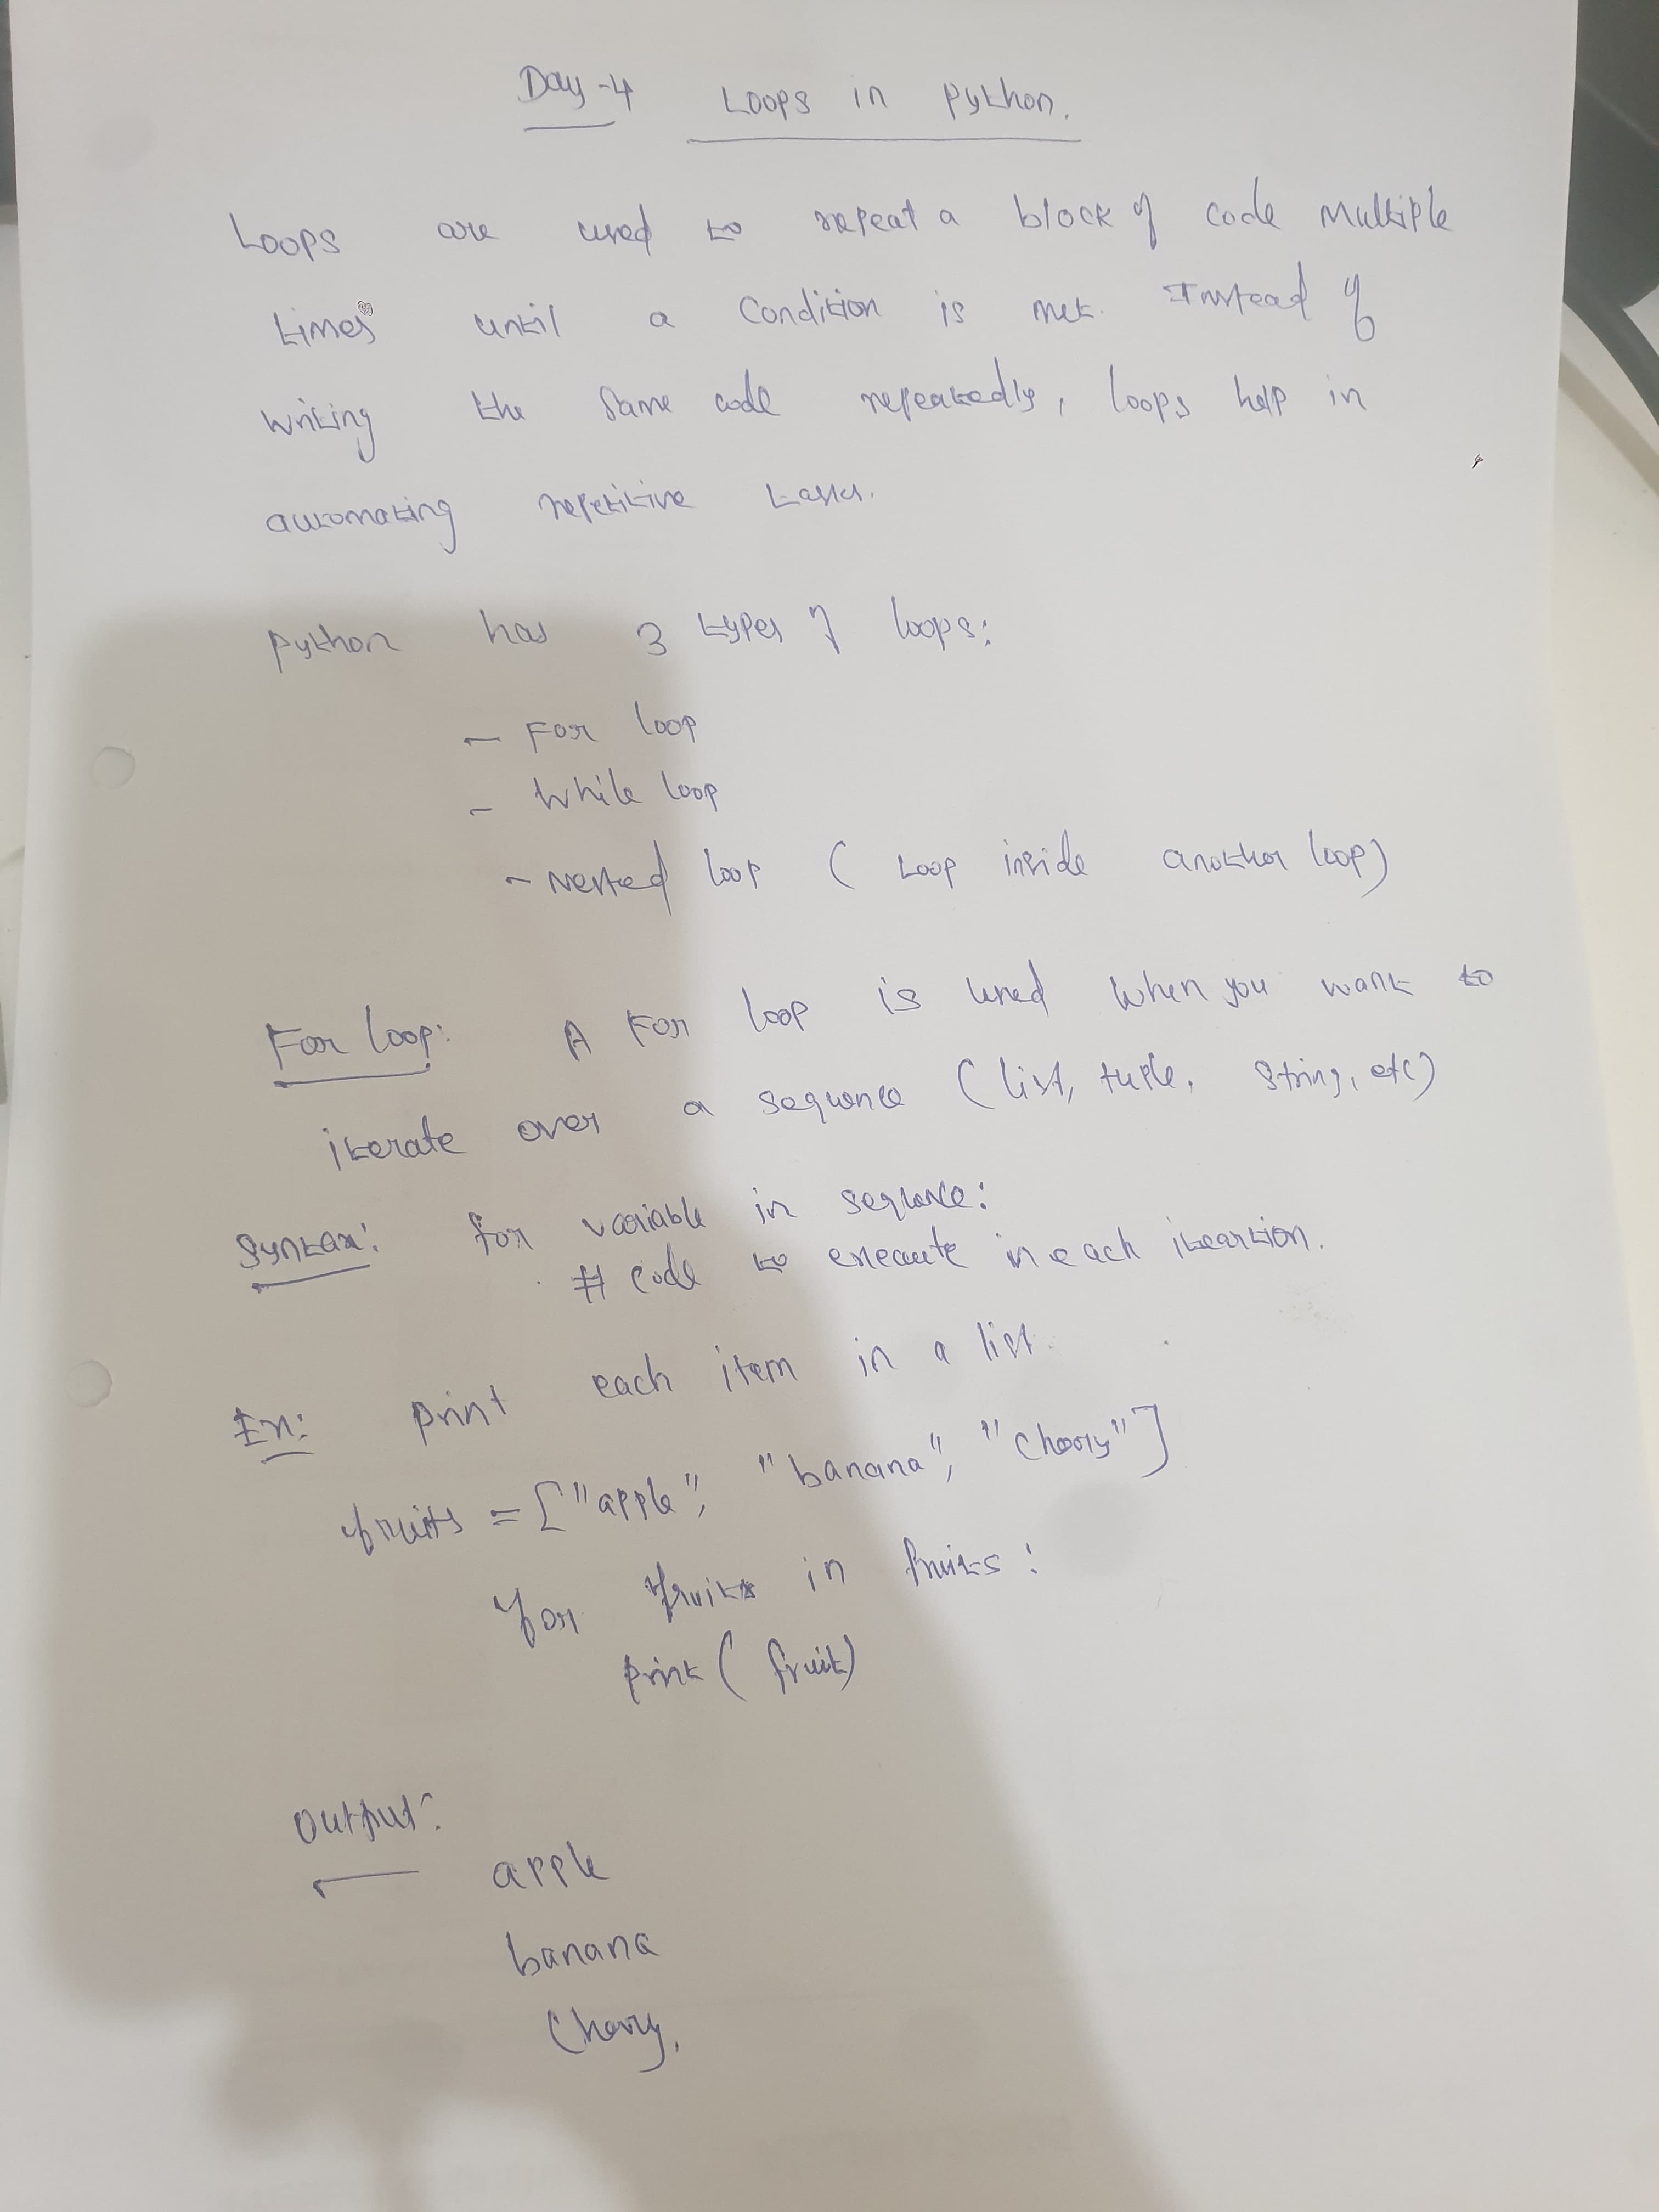 Day-4 Loops in python.
Loops are used to repeat a block of code multiple
times until a condition is met. Instead of
writing the same code repeatedly, loops help in
automating repetitive tasks.
python has 3 types of loops:
- For loop
- While loop
- Nested loop ( Loop inside another loop)
For loop: A For loop is used when you want to
iterate over a sequence (list, tuple, string, etc)
Syntax: for variable in sequence:
# code to execute in each iteartion.
Ex: print each item in a list.
fruits = ["apple", "banana", "cherry"]
for fruit in fruits:
print( fruit)
output:
apple
banana
Cherry.